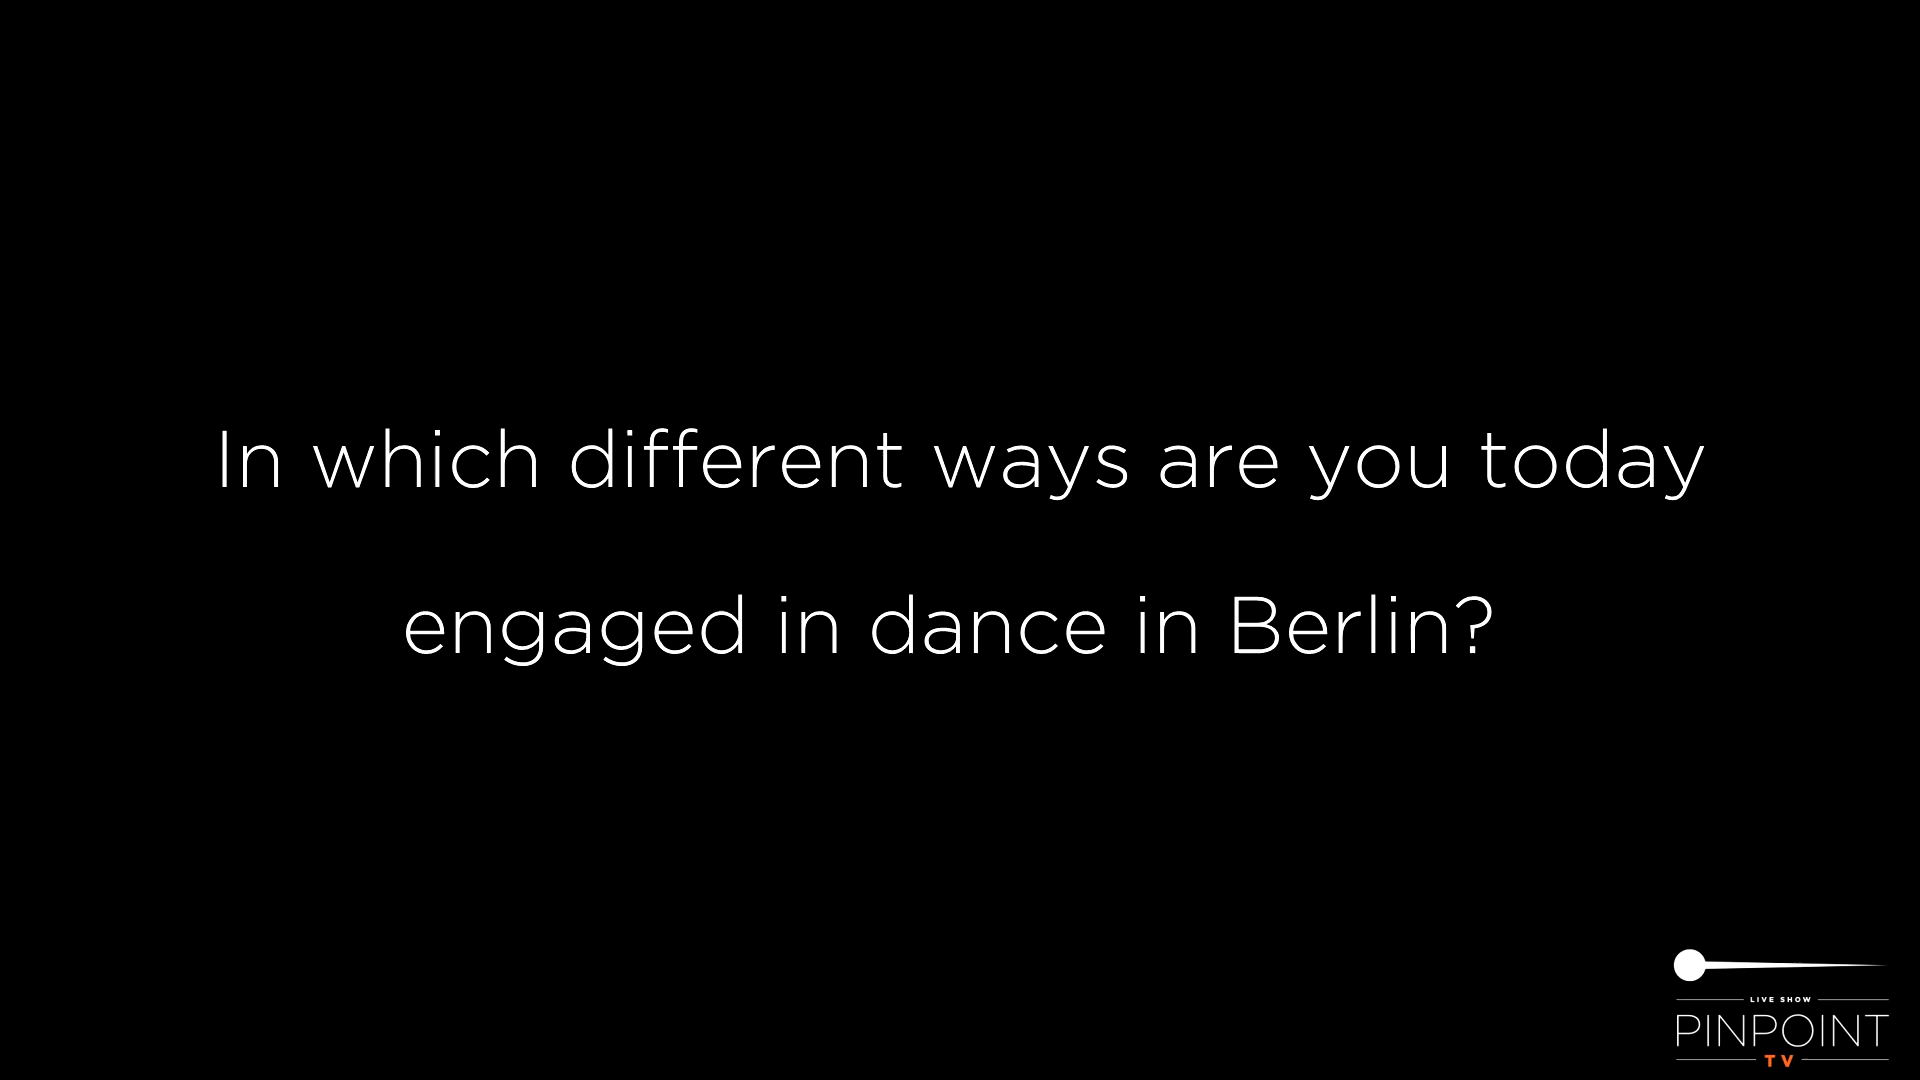 In which different ways are you today
engaged in dance in Berlin?
LIVE SHOW
PINPOINT
TV